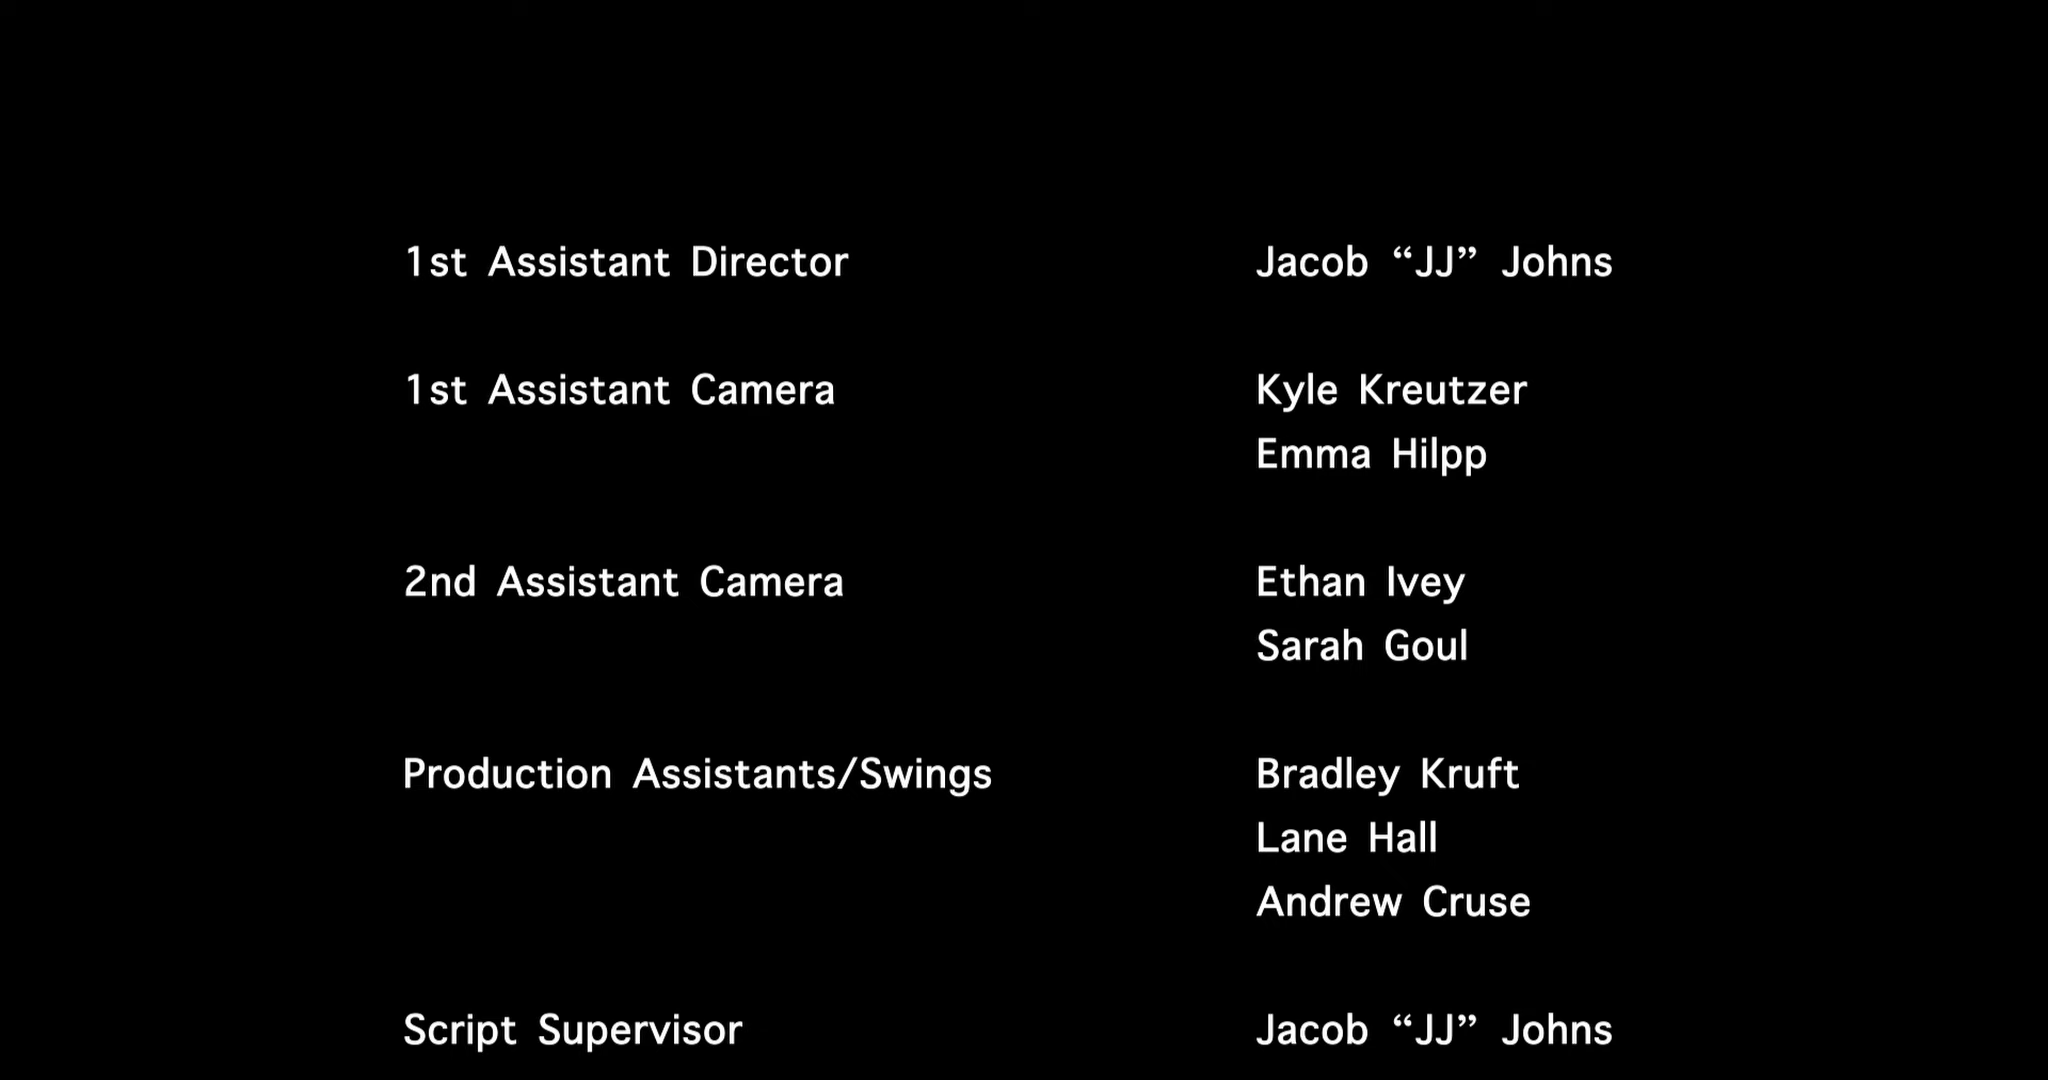 1st Assistant Director Jacob “JJ” Johns
1st Assistant Camera Kyle Kreutzer
Emma Hilpp
2nd Assistant Camera Ethan Ivey
Sarah Goul
Production Assistants/Swings Bradley Kruft
Lane Hall
Andrew Cruse
Script Supervisor Jacob “JJ” Johns